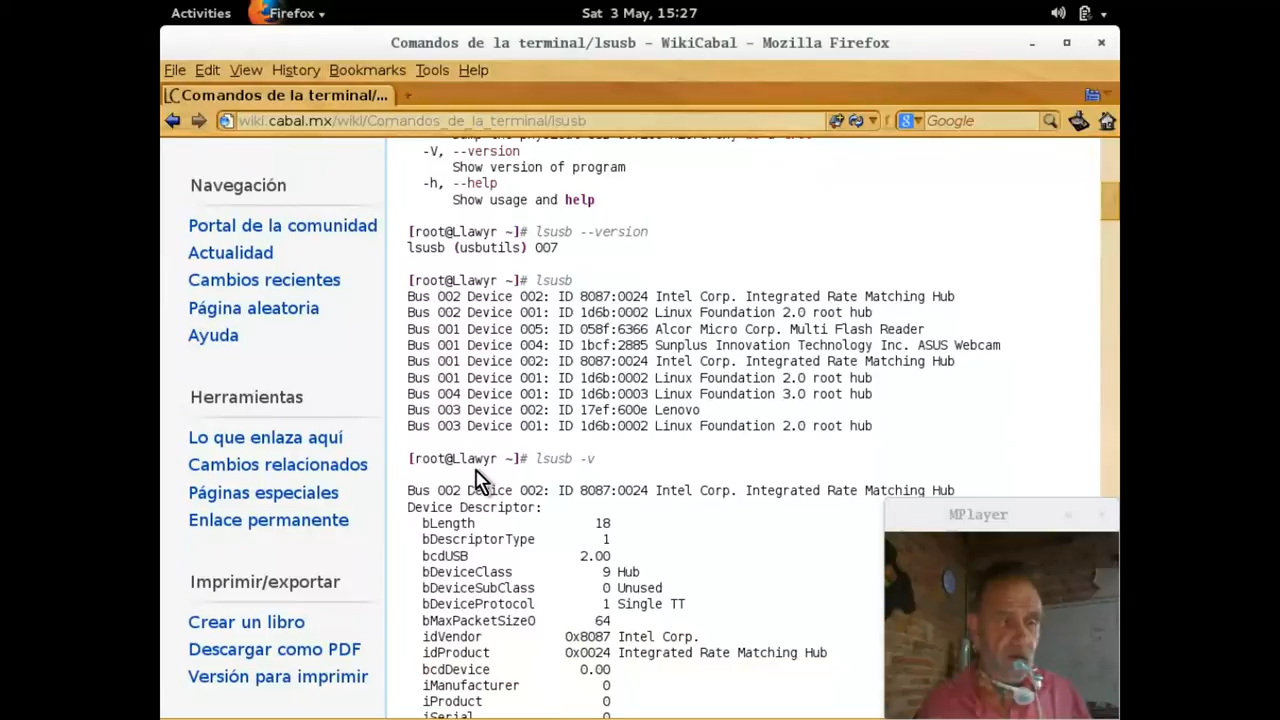 Activities Firefox Sat 3 May, 15:27
Comandos de la terminal/lsusb - WikiCabal - Mozilla Firefox
File Edit View History Bookmarks Tools Help
Comandos de la terminal/...
wiki.cabal.mx/wiki/Comandos_de_la_terminal/lsusb
Google
Navegación
Portal de la comunidad
Actualidad
Cambios recientes
Página aleatoria
Ayuda
Herramientas
Lo que enlaza aquí
Cambios relacionados
Páginas especiales
Enlace permanente
Imprimir/exportar
Crear un libro
Descargar como PDF
Versión para imprimir
-V, --version
Show version of program
-h, --help
Show usage and help
[root@Llawyr ~]# lsusb --version
lsusb (usbutils) 007
[root@Llawyr ~]# lsusb
Bus 002 Device 002: ID 8087:0024 Intel Corp. Integrated Rate Matching Hub
Bus 002 Device 001: ID 1d6b:0002 Linux Foundation 2.0 root hub
Bus 001 Device 005: ID 058f:6366 Alcor Micro Corp. Multi Flash Reader
Bus 001 Device 004: ID 1bcf:2885 Sunplus Innovation Technology Inc. ASUS Webcam
Bus 001 Device 002: ID 8087:0024 Intel Corp. Integrated Rate Matching Hub
Bus 001 Device 001: ID 1d6b:0002 Linux Foundation 2.0 root hub
Bus 004 Device 001: ID 1d6b:0003 Linux Foundation 3.0 root hub
Bus 003 Device 002: ID 17ef:600e Lenovo
Bus 003 Device 001: ID 1d6b:0002 Linux Foundation 2.0 root hub
[root@Llawyr ~]# lsusb -v
Bus 002 Device 002: ID 8087:0024 Intel Corp. Integrated Rate Matching Hub
Device Descriptor:
bLength 18
bDescriptorType 1
bcdUSB 2.00
bDeviceClass 9 Hub
bDeviceSubClass 0 Unused
bDeviceProtocol 1 Single TT
bMaxPacketSize0 64
idVendor 0x8087 Intel Corp.
idProduct 0x0024 Integrated Rate Matching Hub
bcdDevice 0.00
iManufacturer 0
iProduct 0
iSerial 0
MPlayer